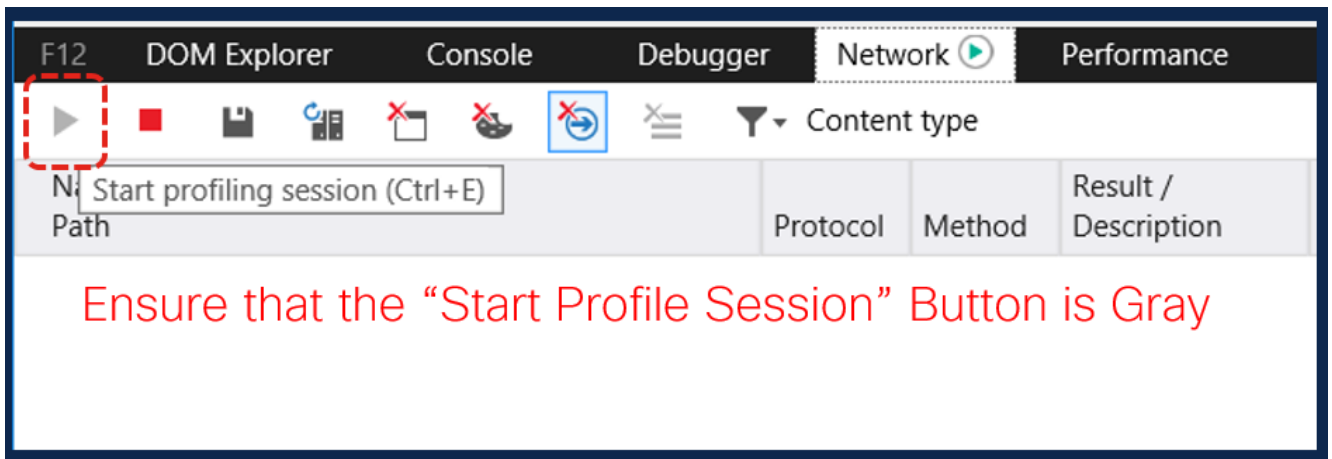 F12 DOM Explorer Console Debugger Network Performance
Content type
Start profiling session (Ctrl+E)
Path
Protocol Method
Result /
Description
Ensure that the “Start Profile Session” Button is Gray